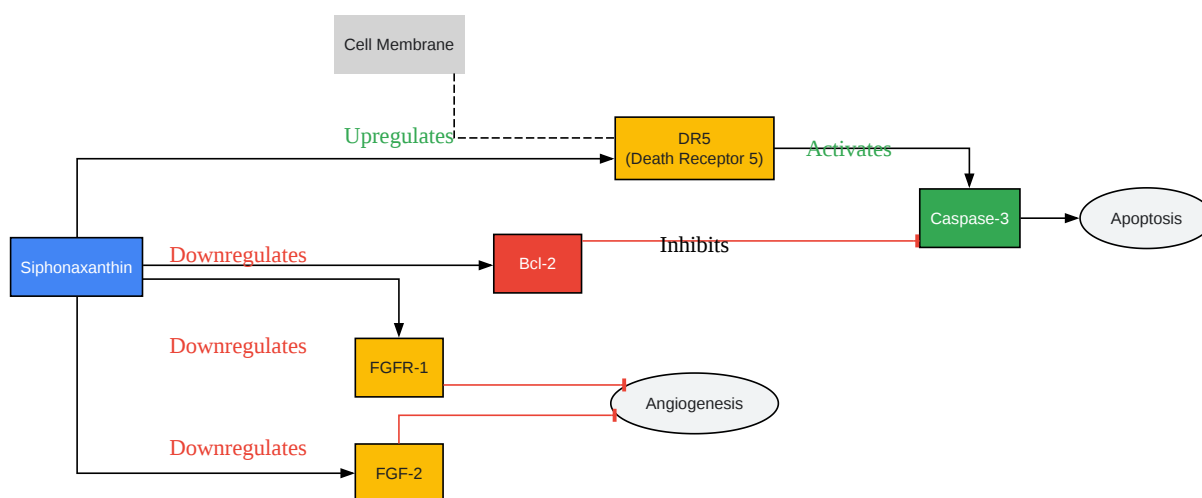 Cell Membrane
Upregulates
DR5
(Death Receptor 5)
Activates
Caspase-3
Apoptosis
Siphonaxanthin
Downregulates
Bcl-2
Inhibits
Downregulates
FGFR-1
Angiogenesis
Downregulates
FGF-2